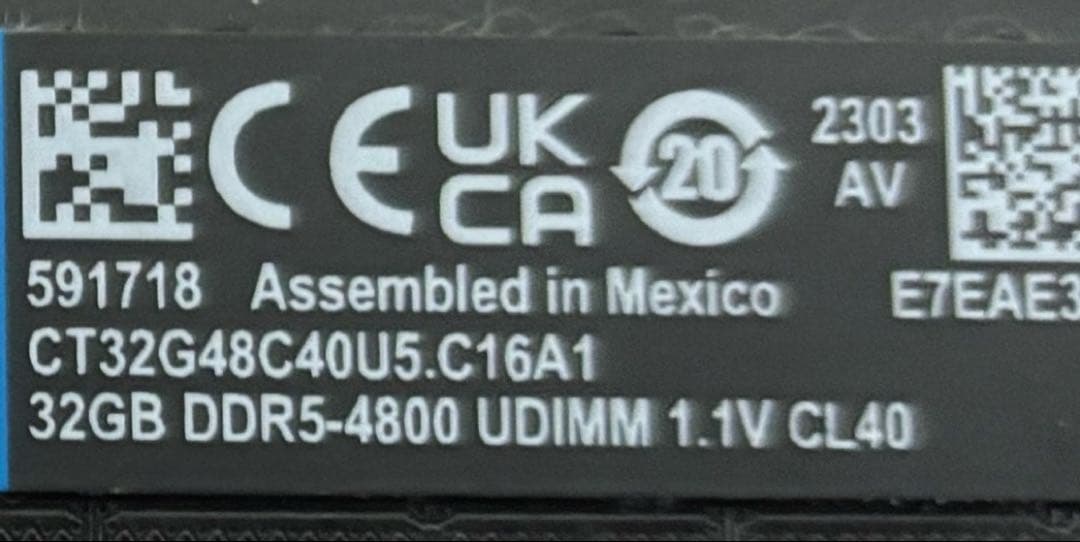 CE UK CA 20 2303 AV
591718 Assembled in Mexico E7EAE3
CT32G48C40U5.C16A1
32GB DDR5-4800 UDIMM 1.1V CL40